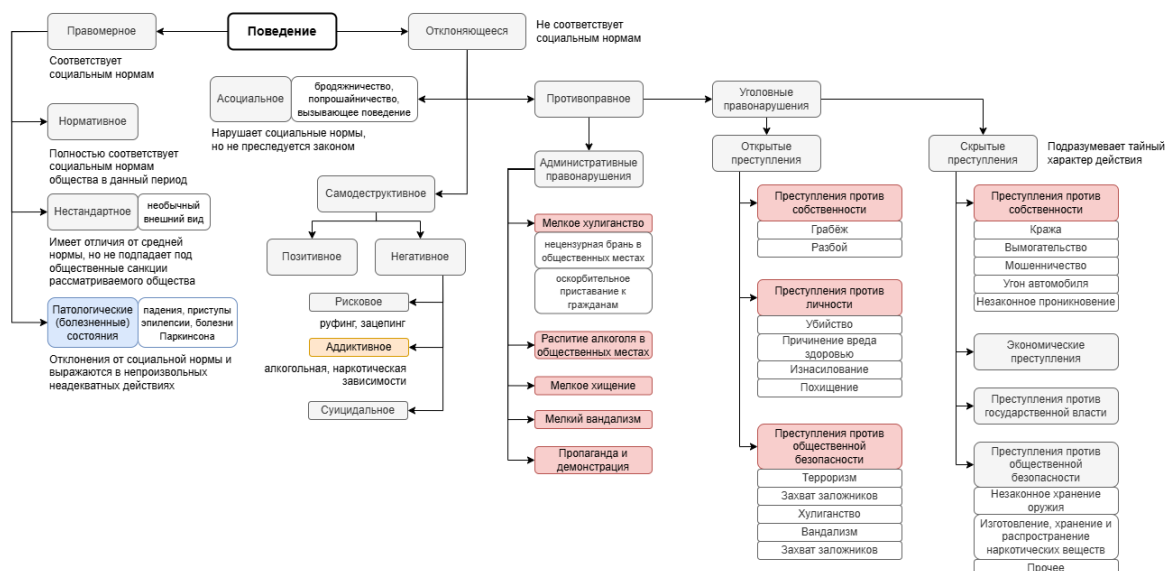 Правомерное
Поведение
Отклоняющееся
Не соответствует
социальным нормам
Соответствует
социальным нормам
Асоциальное
бродяжничество,
попрошайничество,
вызывающее поведение
Нарушает социальные нормы,
но не преследуется законом
Противоправное
Уголовные
правонарушения
Нормативное
Полностью соответствует
социальным нормам
общества в данный период
Нестандартное
необычный
внешний вид
Имеет отличия от средней
нормы, но не подпадает под
общественные санкции
рассматриваемого общества
Патологические
(болезненные)
состояния
падения, приступы
эпилепсии, болезни
Паркинсона
Отклонения от социальной нормы и
выражаются в непроизвольных
неадекватных действиях
Самодеструктивное
Позитивное
Негативное
Рисковое
руфинг, зацепинг
Аддиктивное
алкогольная, наркотическая
зависимости
Суицидальное
Административные
правонарушения
Мелкое хулиганство
нецензурная брань в
общественных местах
оскорбительное
приставание к
гражданам
Распитие алкоголя в
общественных местах
Мелкое хищение
Мелкий вандализм
Пропаганда и
демонстрация
Открытые
преступления
Преступления против
собственности
Грабёж
Разбой
Преступления против
личности
Убийство
Причинение вреда
здоровью
Изнасилование
Похищение
Преступления против
общественной
безопасности
Терроризм
Захват заложников
Хулиганство
Вандализм
Захват заложников
Скрытые
преступления
Подразумевает тайный
характер действия
Преступления против
собственности
Кража
Вымогательство
Мошенничество
Угон автомобиля
Незаконное проникновение
Экономические
преступления
Преступления против
государственной власти
Преступления против
общественной
безопасности
Незаконное хранение
оружия
Изготовление, хранение и
распространение
наркотических веществ
Прочее